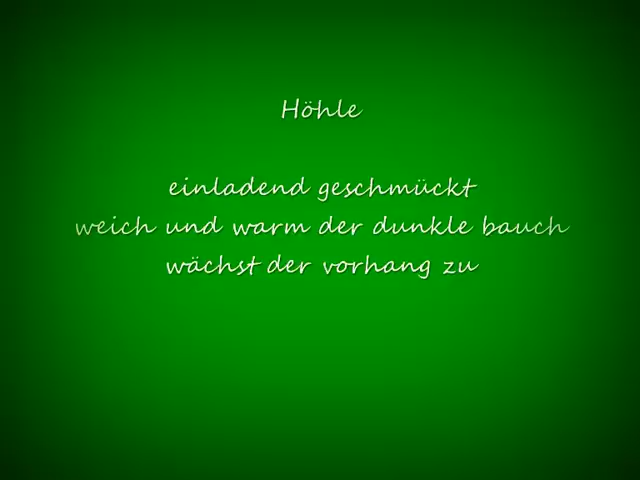 Höhle
einladend geschmückt
weich und warm der dunkle bauch
wächst der vorhang zu